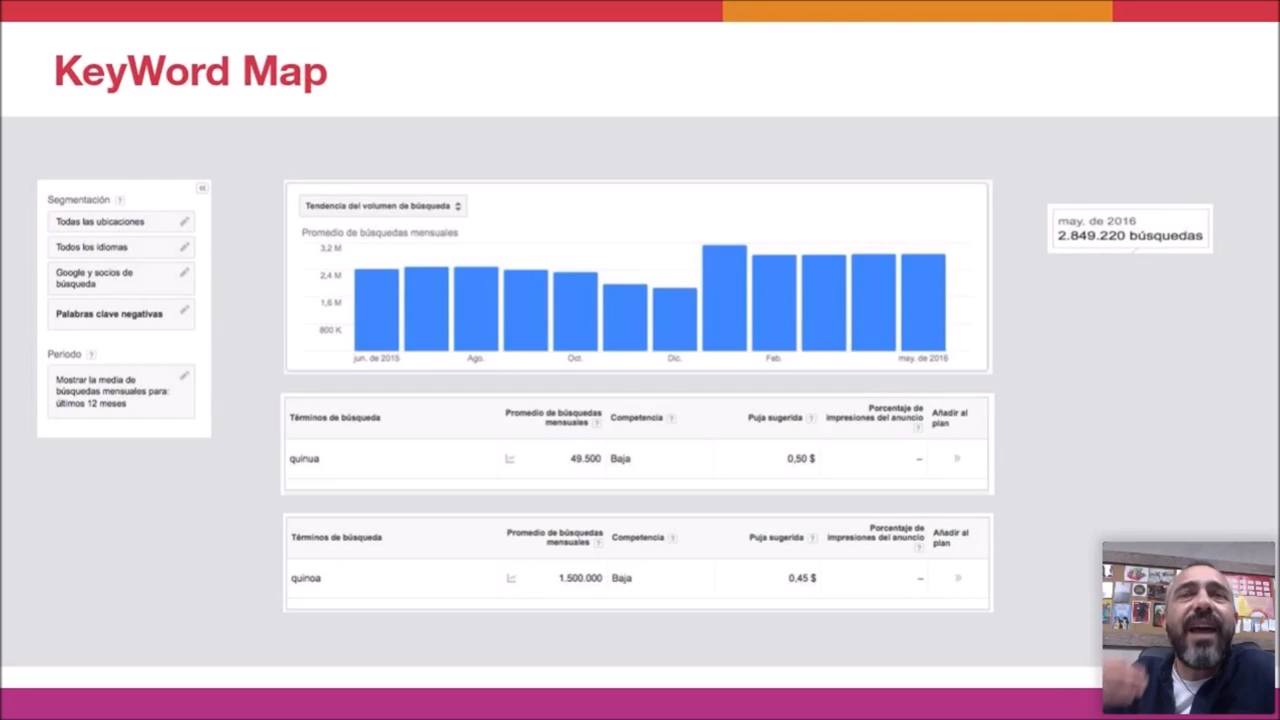 KeyWord Map
Segmentación ?
Todas las ubicaciones
Todos los idiomas
Google y socios de
búsqueda
Palabras clave negativas
Periodo ?
Mostrar la media de
búsquedas mensuales para:
últimos 12 meses
Tendencia del volumen de búsqueda
Promedio de búsquedas mensuales
3,2 M
2,4 M
1,6 M
800 K
jun. de 2015 Ago. Oct. Dic. Feb. may. de 2016
may. de 2016
2.849.220 búsquedas
Términos de búsqueda
Promedio de búsquedas
mensuales ?
Competencia ?
Puja sugerida ?
Porcentaje de
impresiones del anuncio
?
Añadir al
plan
quinua 49.500 Baja 0,50 $ – »
Términos de búsqueda
Promedio de búsquedas
mensuales ?
Competencia ?
Puja sugerida ?
Porcentaje de
impresiones del anuncio
?
Añadir al
plan
quinoa 1.500.000 Baja 0,45 $ – »